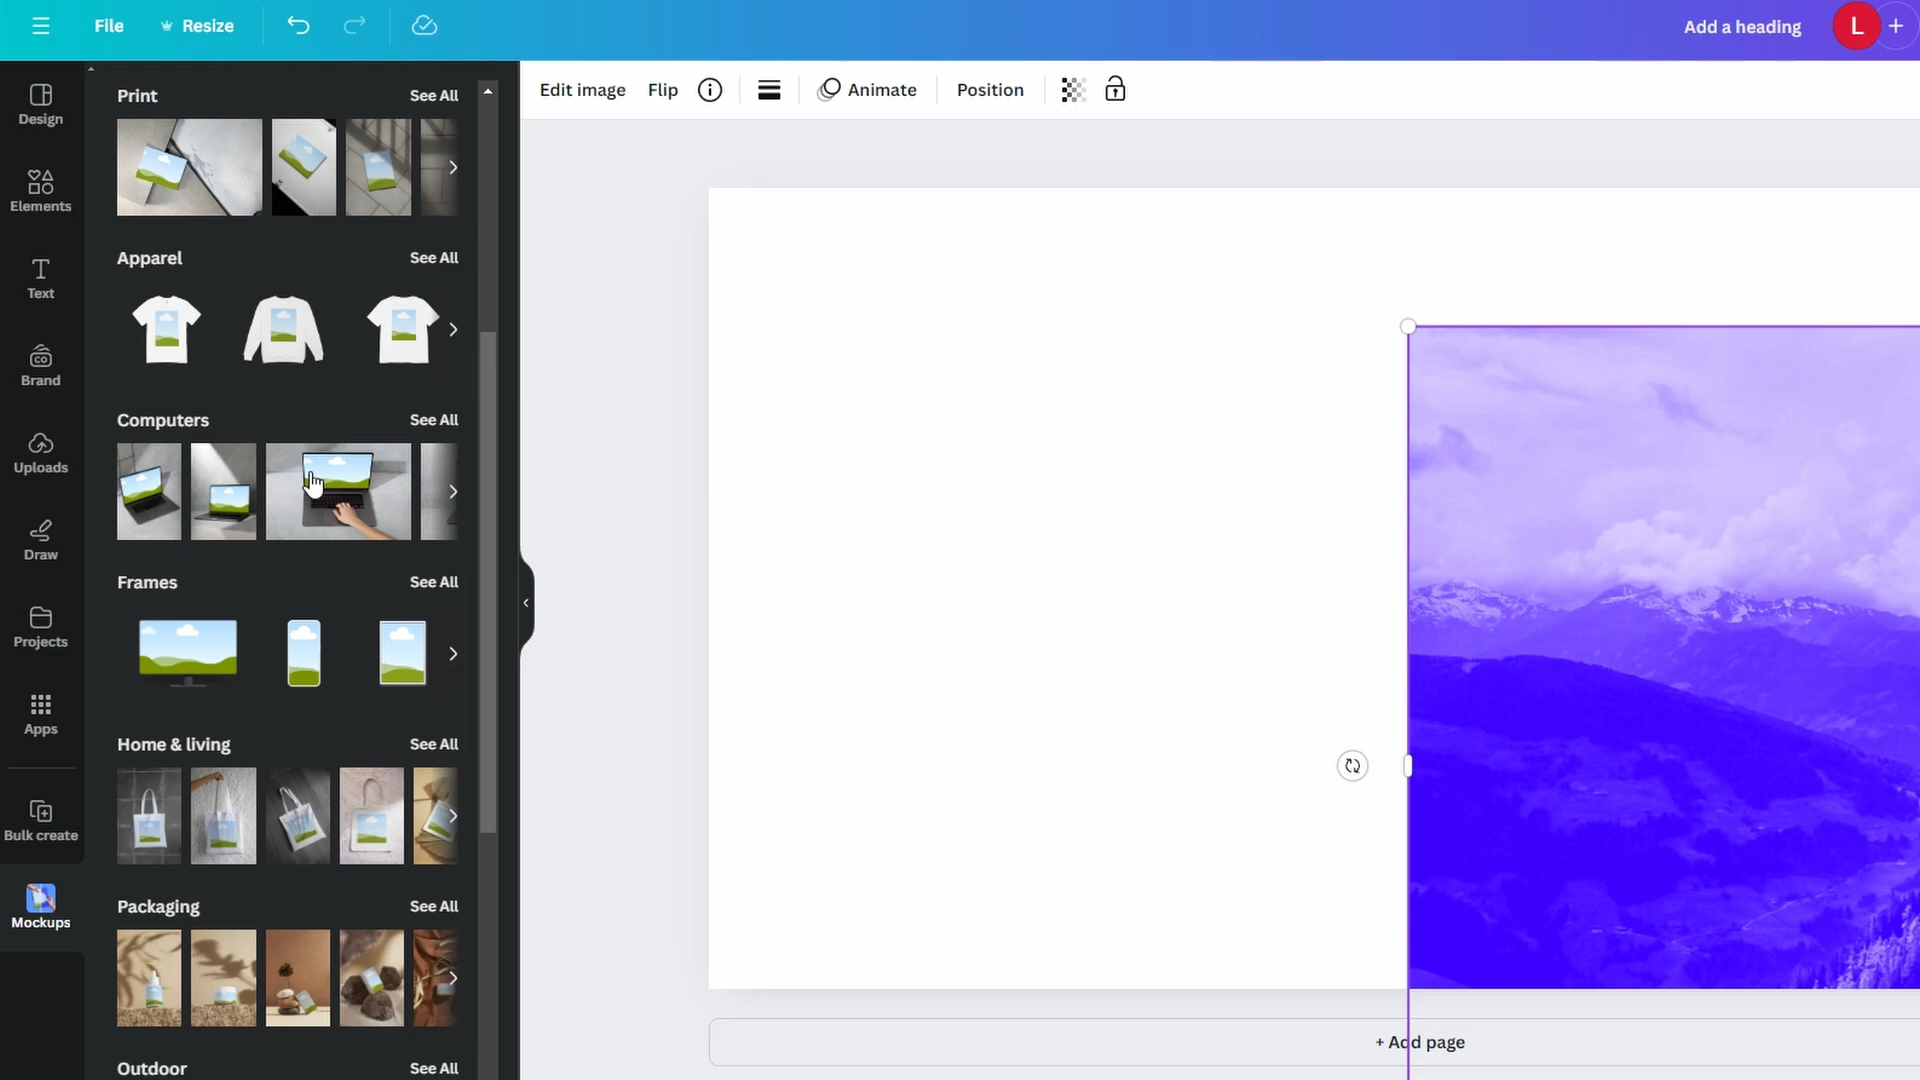 File
Resize
Add a heading
L
+
Design
Elements
Text
Brand
Uploads
Draw
Projects
Apps
Bulk create
Mockups
Print See All
Apparel See All
Computers See All
Frames See All
Home & living See All
Packaging See All
Outdoor See All
Edit image Flip Animate Position
+ Add page